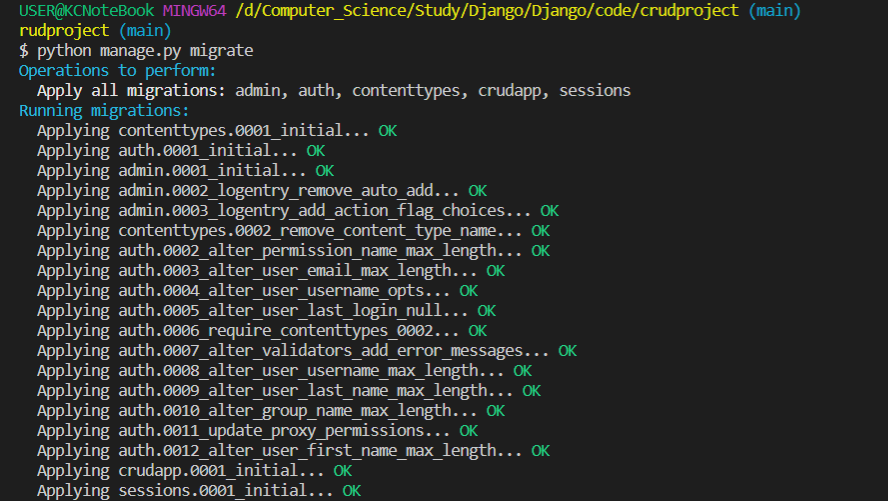 USER@KCNoteBook MINGW64 /d/Computer_Science/Study/Django/Django/code/crudproject (main)
rudproject (main)
$ python manage.py migrate
Operations to perform:
  Apply all migrations: admin, auth, contenttypes, crudapp, sessions
Running migrations:
  Applying contenttypes.0001_initial... OK
  Applying auth.0001_initial... OK
  Applying admin.0001_initial... OK
  Applying admin.0002_logentry_remove_auto_add... OK
  Applying admin.0003_logentry_add_action_flag_choices... OK
  Applying contenttypes.0002_remove_content_type_name... OK
  Applying auth.0002_alter_permission_name_max_length... OK
  Applying auth.0003_alter_user_email_max_length... OK
  Applying auth.0004_alter_user_username_opts... OK
  Applying auth.0005_alter_user_last_login_null... OK
  Applying auth.0006_require_contenttypes_0002... OK
  Applying auth.0007_alter_validators_add_error_messages... OK
  Applying auth.0008_alter_user_username_max_length... OK
  Applying auth.0009_alter_user_last_name_max_length... OK
  Applying auth.0010_alter_group_name_max_length... OK
  Applying auth.0011_update_proxy_permissions... OK
  Applying auth.0012_alter_user_first_name_max_length... OK
  Applying crudapp.0001_initial... OK
  Applying sessions.0001_initial... OK